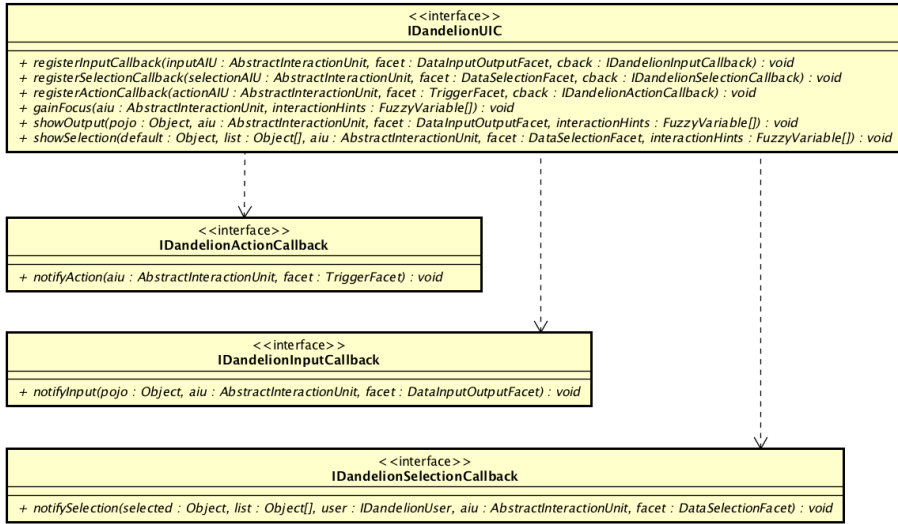 <<interface>>
IDandelionUIC
+ registerInputCallback(inputAIU : AbstractInteractionUnit, facet : DataInputOutputFacet, cback : IDandelionInputCallback) : void
+ registerSelectionCallback(selectionAIU : AbstractInteractionUnit, facet : DataSelectionFacet, cback : IDandelionSelectionCallback) : void
+ registerActionCallback(actionAIU : AbstractInteractionUnit, facet : TriggerFacet, cback : IDandelionActionCallback) : void
+ gainFocus(aiu : AbstractInteractionUnit, interactionHints : FuzzyVariable[]) : void
+ showOutput(pojo : Object, aiu : AbstractInteractionUnit, facet : DataInputOutputFacet, interactionHints : FuzzyVariable[]) : void
+ showSelection(default : Object, list : Object[], aiu : AbstractInteractionUnit, facet : DataSelectionFacet, interactionHints : FuzzyVariable[]) : void
<<interface>>
IDandelionActionCallback
+ notifyAction(aiu : AbstractInteractionUnit, facet : TriggerFacet) : void
<<interface>>
IDandelionInputCallback
+ notifyInput(pojo : Object, aiu : AbstractInteractionUnit, facet : DataInputOutputFacet) : void
<<interface>>
IDandelionSelectionCallback
+ notifySelection(selected : Object, list : Object[], user : IDandelionUser, aiu : AbstractInteractionUnit, facet : DataSelectionFacet) : void